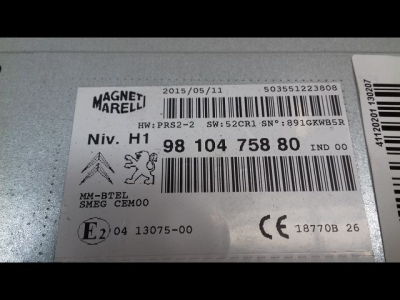 MAGNETI
MARELLI
2015/05/11 503551223808
HW:PRS2-2 SW:52CR1 SN°:891GKWB5R
Niv. H1
98 104 758 80 IND 00
MM-BTEL
SMEG CEM00
E2 04 13075-00
CE 18770B 26
41120201 130207